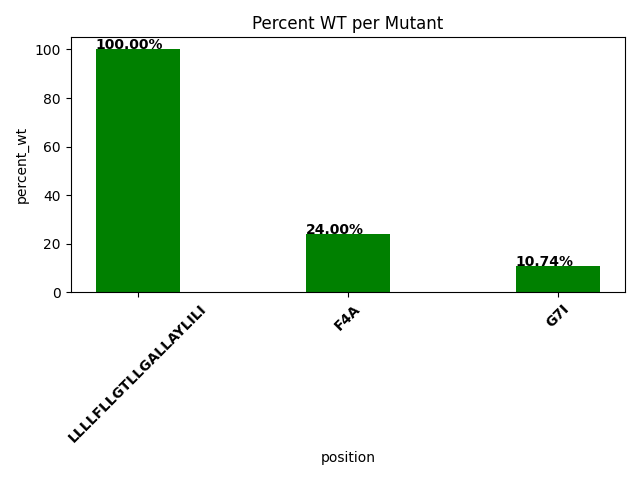 Percent WT per Mutant
100.00%
24.00%
10.74%
100
80
60
40
20
0
percent_wt
LLLLFLLGTLLGALLAYLILI
F4A
G7I
position